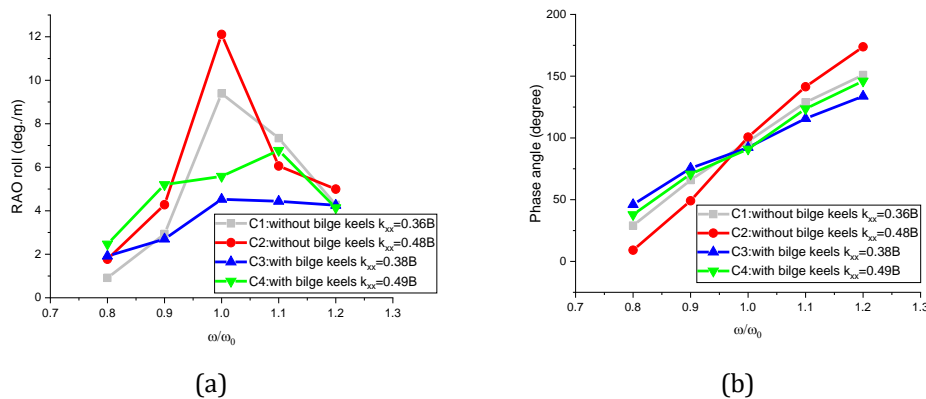 RAO roll (deg./m)
12
10
8
6
4
2
0
0.7 0.8 0.9 1.0 1.1 1.2 1.3
ω/ω₀
C1:without bilge keels kₓₓ=0.36B
C2:without bilge keels kₓₓ=0.48B
C3:with bilge keels kₓₓ=0.38B
C4:with bilge keels kₓₓ=0.49B
(a)
Phase angle (degree)
200
150
100
50
0
0.7 0.8 0.9 1.0 1.1 1.2 1.3
ω/ω₀
C1:without bilge keels kₓₓ=0.36B
C2:without bilge keels kₓₓ=0.48B
C3:with bilge keels kₓₓ=0.38B
C4:with bilge keels kₓₓ=0.49B
(b)